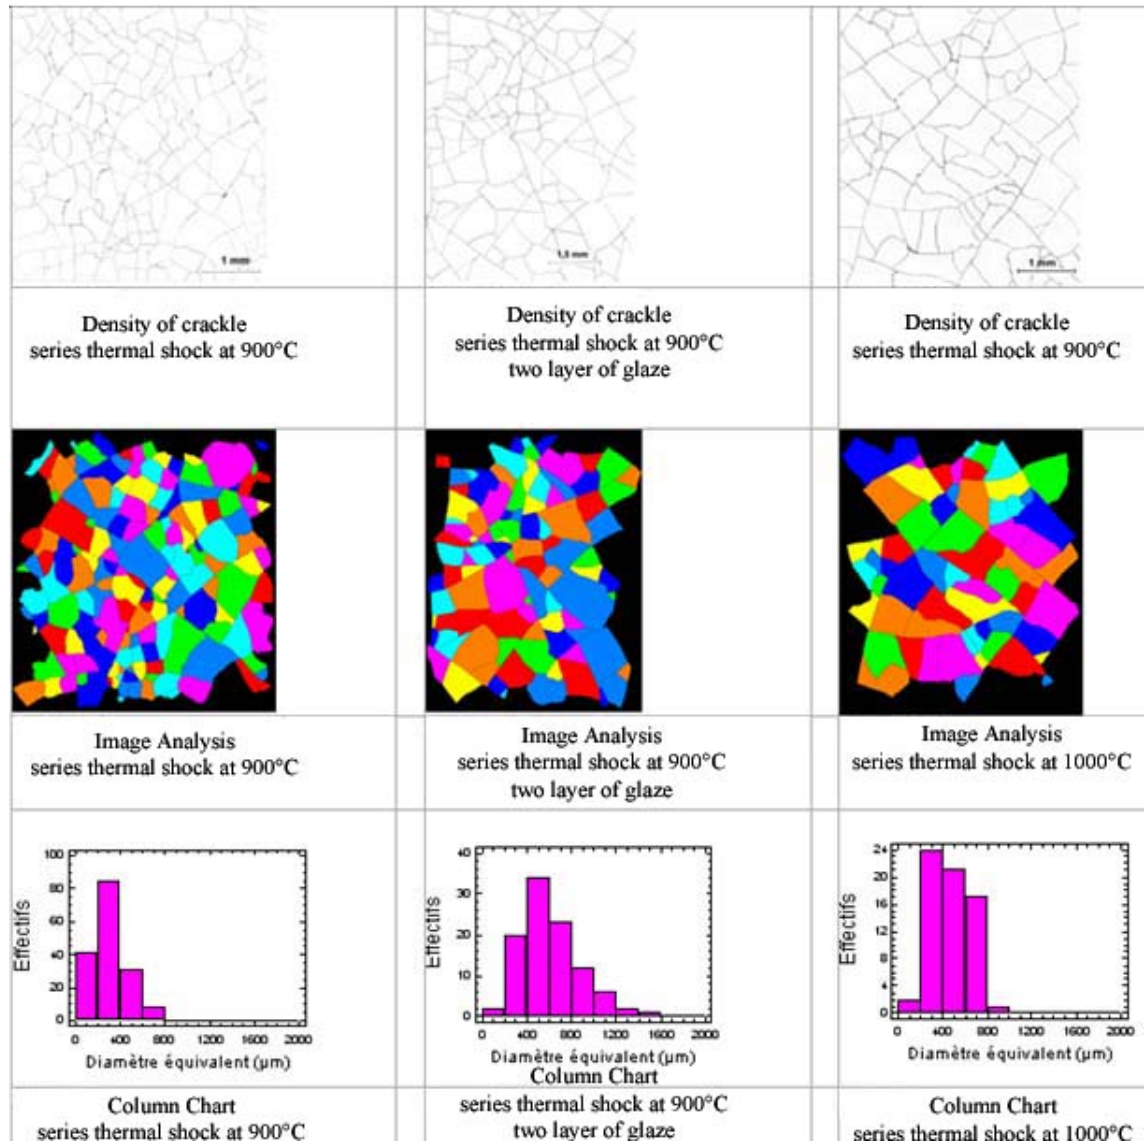 1 mm
1,5 mm
1 mm
Density of crackle
series thermal shock at 900°C
Density of crackle
series thermal shock at 900°C
two layer of glaze
Density of crackle
series thermal shock at 900°C
Image Analysis
series thermal shock at 900°C
Image Analysis
series thermal shock at 900°C
two layer of glaze
Image Analysis
series thermal shock at 1000°C
100
80
60
40
20
0
Effectifs
0 400 800 1200 1600 2000
Diamètre équivalent (µm)
40
30
20
10
0
Effectifs
0 400 800 1200 1600 2000
Diamètre équivalent (µm)
24
20
16
12
8
4
0
Effectifs
0 400 800 1200 1600 2000
Diamètre équivalent (µm)
Column Chart
series thermal shock at 900°C
Column Chart
series thermal shock at 900°C
two layer of glaze
Column Chart
series thermal shock at 1000°C